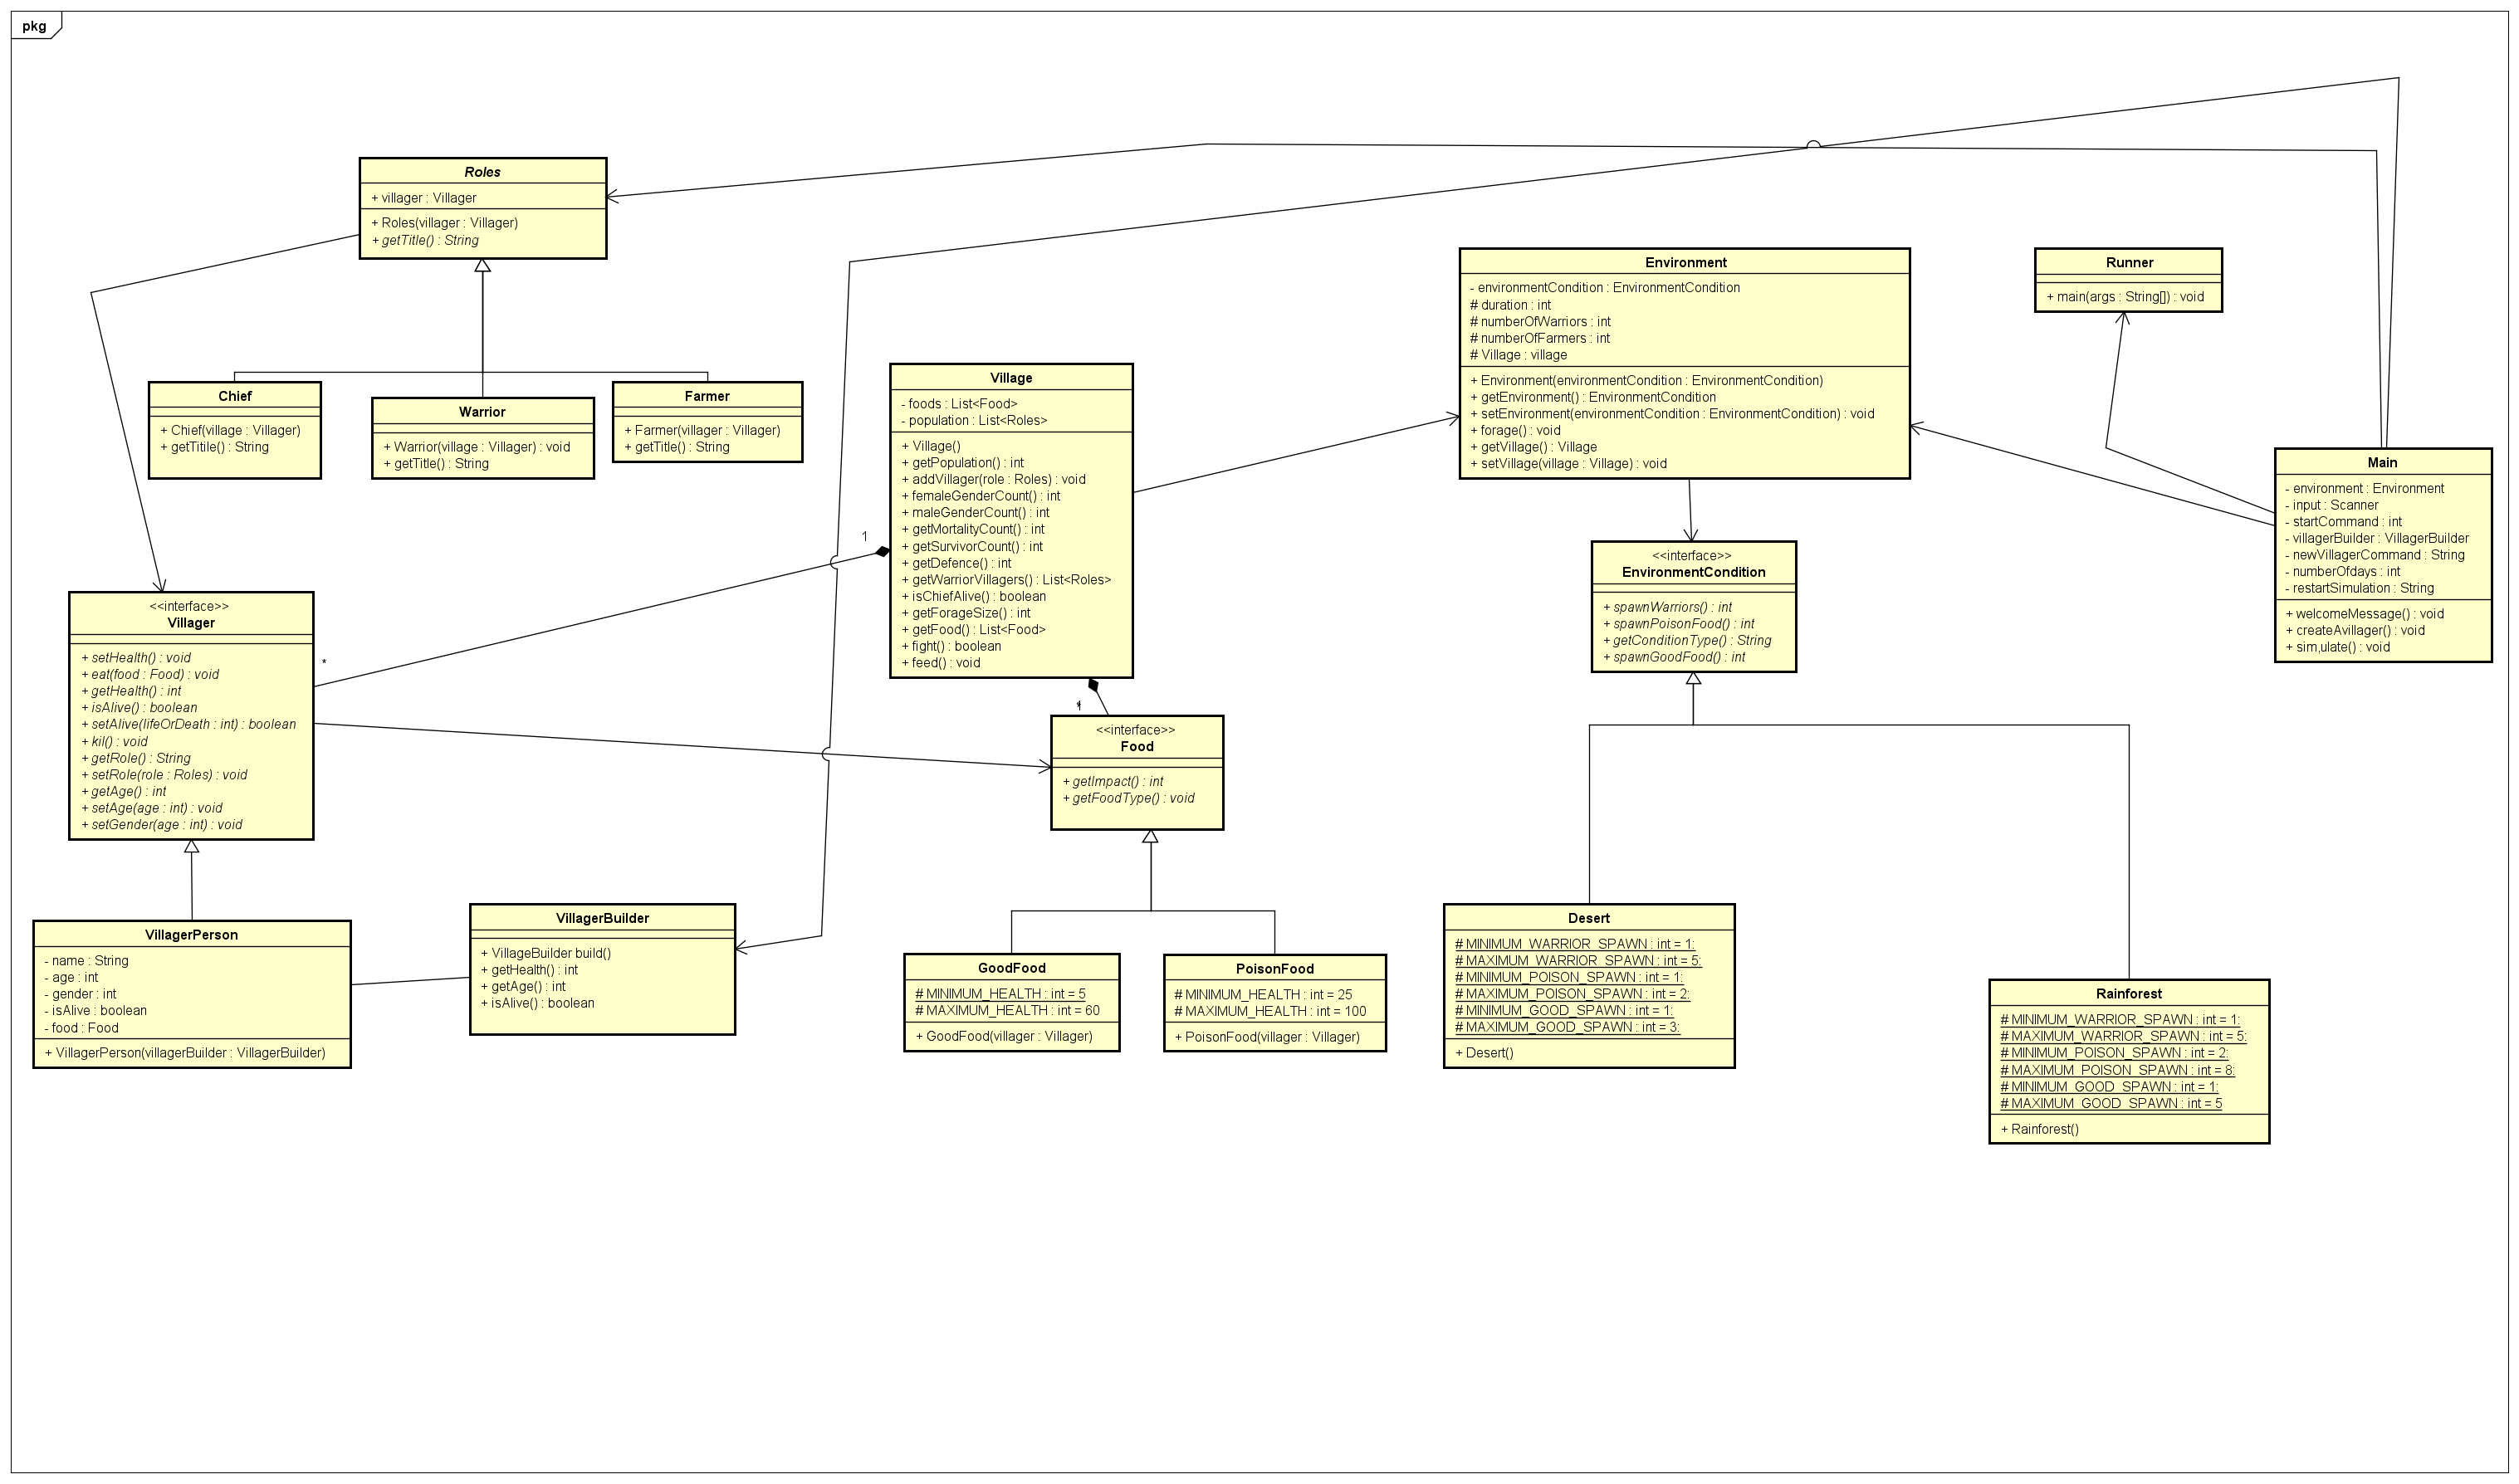 pkg
Roles
+ villager : Villager
+ Roles(villager : Villager)
+ getTitle() : String
Chief
+ Chief(village : Villager)
+ getTitile() : String
Warrior
+ Warrior(village : Villager) : void
+ getTitle() : String
Farmer
+ Farmer(villager : Villager)
+ getTitle() : String
Village
- foods : List<Food>
- population : List<Roles>
+ Village()
+ getPopulation() : int
+ addVillager(role : Roles) : void
+ femaleGenderCount() : int
+ maleGenderCount() : int
+ getMortalityCount() : int
+ getSurvivorCount() : int
+ getDefence() : int
+ getWarriorVillagers() : List<Roles>
+ isChiefAlive() : boolean
+ getForageSize() : int
+ getFood() : List<Food>
+ fight() : boolean
+ feed() : void
Environment
- environmentCondition : EnvironmentCondition
# duration : int
# numberOfWarriors : int
# numberOfFarmers : int
# Village : village
+ Environment(environmentCondition : EnvironmentCondition)
+ getEnvironment() : EnvironmentCondition
+ setEnvironment(environmentCondition : EnvironmentCondition) : void
+ forage() : void
+ getVillage() : Village
+ setVillage(village : Village) : void
Runner
+ main(args : String[]) : void
Main
- environment : Environment
- input : Scanner
- startCommand : int
- villagerBuilder : VillagerBuilder
- newVillagerCommand : String
- numberOfdays : int
- restartSimulation : String
+ welcomeMessage() : void
+ createAvillager() : void
+ sim,ulate() : void
<<interface>>
EnvironmentCondition
+ spawnWarriors() : int
+ spawnPoisonFood() : int
+ getConditionType() : String
+ spawnGoodFood() : int
1
*
<<interface>>
Villager
+ setHealth() : void
+ eat(food : Food) : void
+ getHealth() : int
+ isAlive() : boolean
+ setAlive(lifeOrDeath : int) : boolean
+ kil() : void
+ getRole() : String
+ setRole(role : Roles) : void
+ getAge() : int
+ setAge(age : int) : void
+ setGender(age : int) : void
<<interface>>
Food
+ getImpact() : int
+ getFoodType() : void
VillagerPerson
- name : String
- age : int
- gender : int
- isAlive : boolean
- food : Food
+ VillagerPerson(villagerBuilder : VillagerBuilder)
VillagerBuilder
+ VillageBuilder build()
+ getHealth() : int
+ getAge() : int
+ isAlive() : boolean
GoodFood
# MINIMUM_HEALTH : int = 5
# MAXIMUM_HEALTH : int = 60
+ GoodFood(villager : Villager)
PoisonFood
# MINIMUM_HEALTH : int = 25
# MAXIMUM_HEALTH : int = 100
+ PoisonFood(villager : Villager)
Desert
# MINIMUM_WARRIOR_SPAWN : int = 1;
# MAXIMUM_WARRIOR_SPAWN : int = 5;
# MINIMUM_POISON_SPAWN : int = 1;
# MAXIMUM_POISON_SPAWN : int = 2;
# MINIMUM_GOOD_SPAWN : int = 1;
# MAXIMUM_GOOD_SPAWN : int = 3;
+ Desert()
Rainforest
# MINIMUM_WARRIOR_SPAWN : int = 1;
# MAXIMUM_WARRIOR_SPAWN : int = 5;
# MINIMUM_POISON_SPAWN : int = 2;
# MAXIMUM_POISON_SPAWN : int = 8;
# MINIMUM_GOOD_SPAWN : int = 1;
# MAXIMUM_GOOD_SPAWN : int = 5
+ Rainforest()